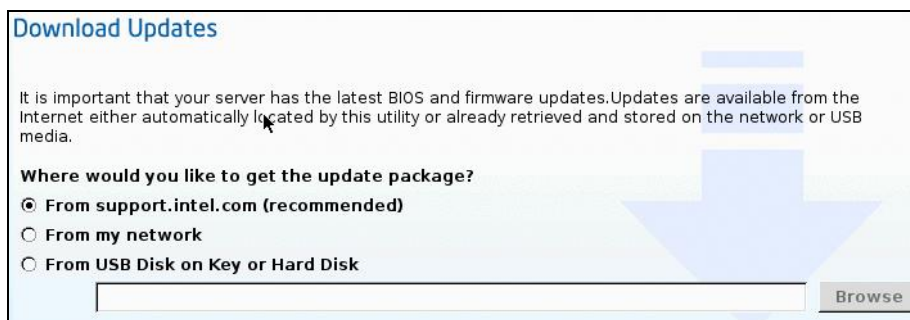 Download Updates
It is important that your server has the latest BIOS and firmware updates.Updates are available from the
Internet either automatically located by this utility or already retrieved and stored on the network or USB
media.
Where would you like to get the update package?
From support.intel.com (recommended)
From my network
From USB Disk on Key or Hard Disk
Browse